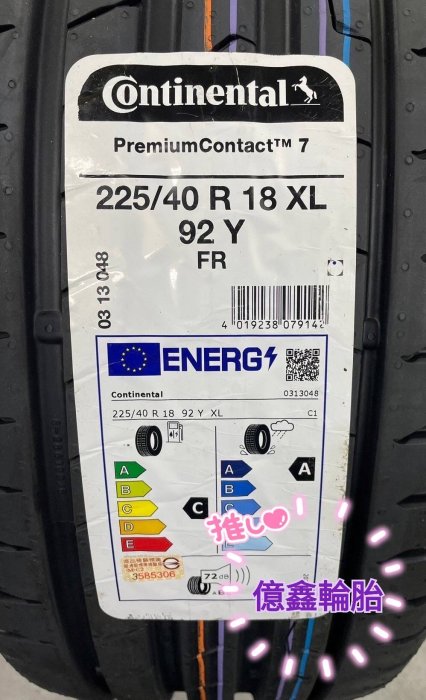 Continental
PremiumContact™ 7
225/40 R 18 XL
92 Y
FR
03 13 048
4 019238 079142
ENERG
Continental
0313048
225/40 R 18 92 Y XL
C1
A
B
C
D
E
C
A
B
C
A
推し
3585306
72 dB
億鑫輪胎